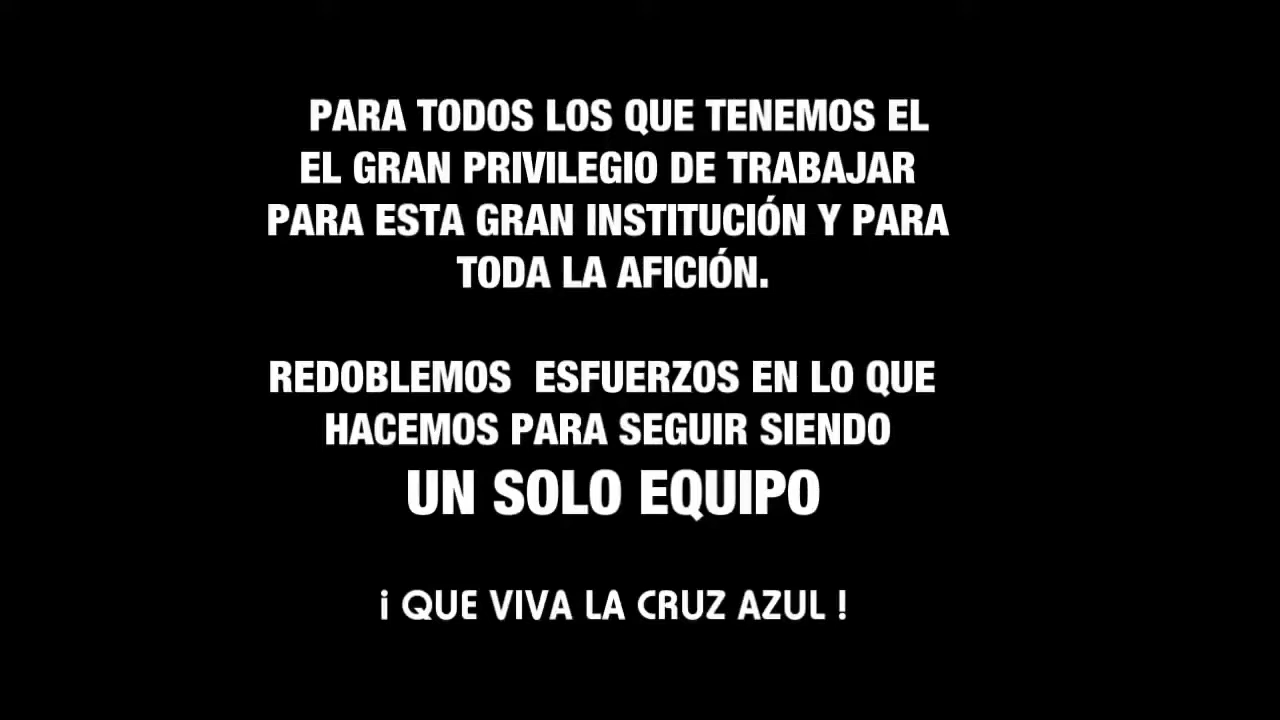 PARA TODOS LOS QUE TENEMOS EL
EL GRAN PRIVILEGIO DE TRABAJAR
PARA ESTA GRAN INSTITUCIÓN Y PARA
TODA LA AFICIÓN.
REDOBLEMOS  ESFUERZOS EN LO QUE
HACEMOS PARA SEGUIR SIENDO
UN SOLO EQUIPO
¡ QUE VIVA LA CRUZ AZUL !